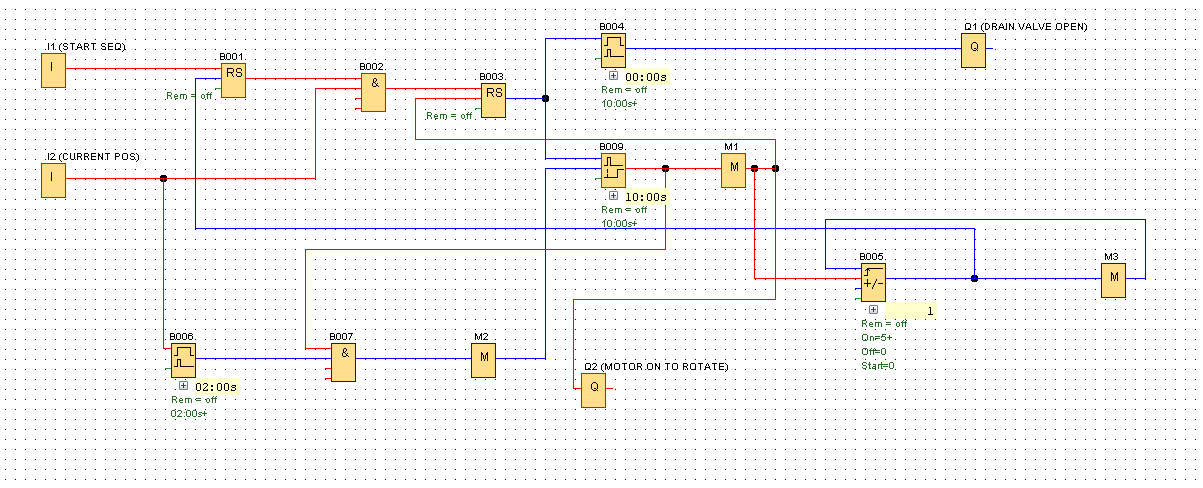 I1 (START SEQ)
I
B001
RS
Rem = off
B002
&
B003
RS
Rem = off
B004
00:00s
Rem = off
10:00s+
Q1 (DRAIN VALVE OPEN)
Q
I2 (CURRENT POS)
I
B009
10:00s
Rem = off
10:00s+
M1
M
B005
+/-
1
Rem = off
On=5+
Off=0
Start=0
M3
M
B006
02:00s
Rem = off
02:00s+
B007
&
M2
M
Q2 (MOTOR ON TO ROTATE)
Q